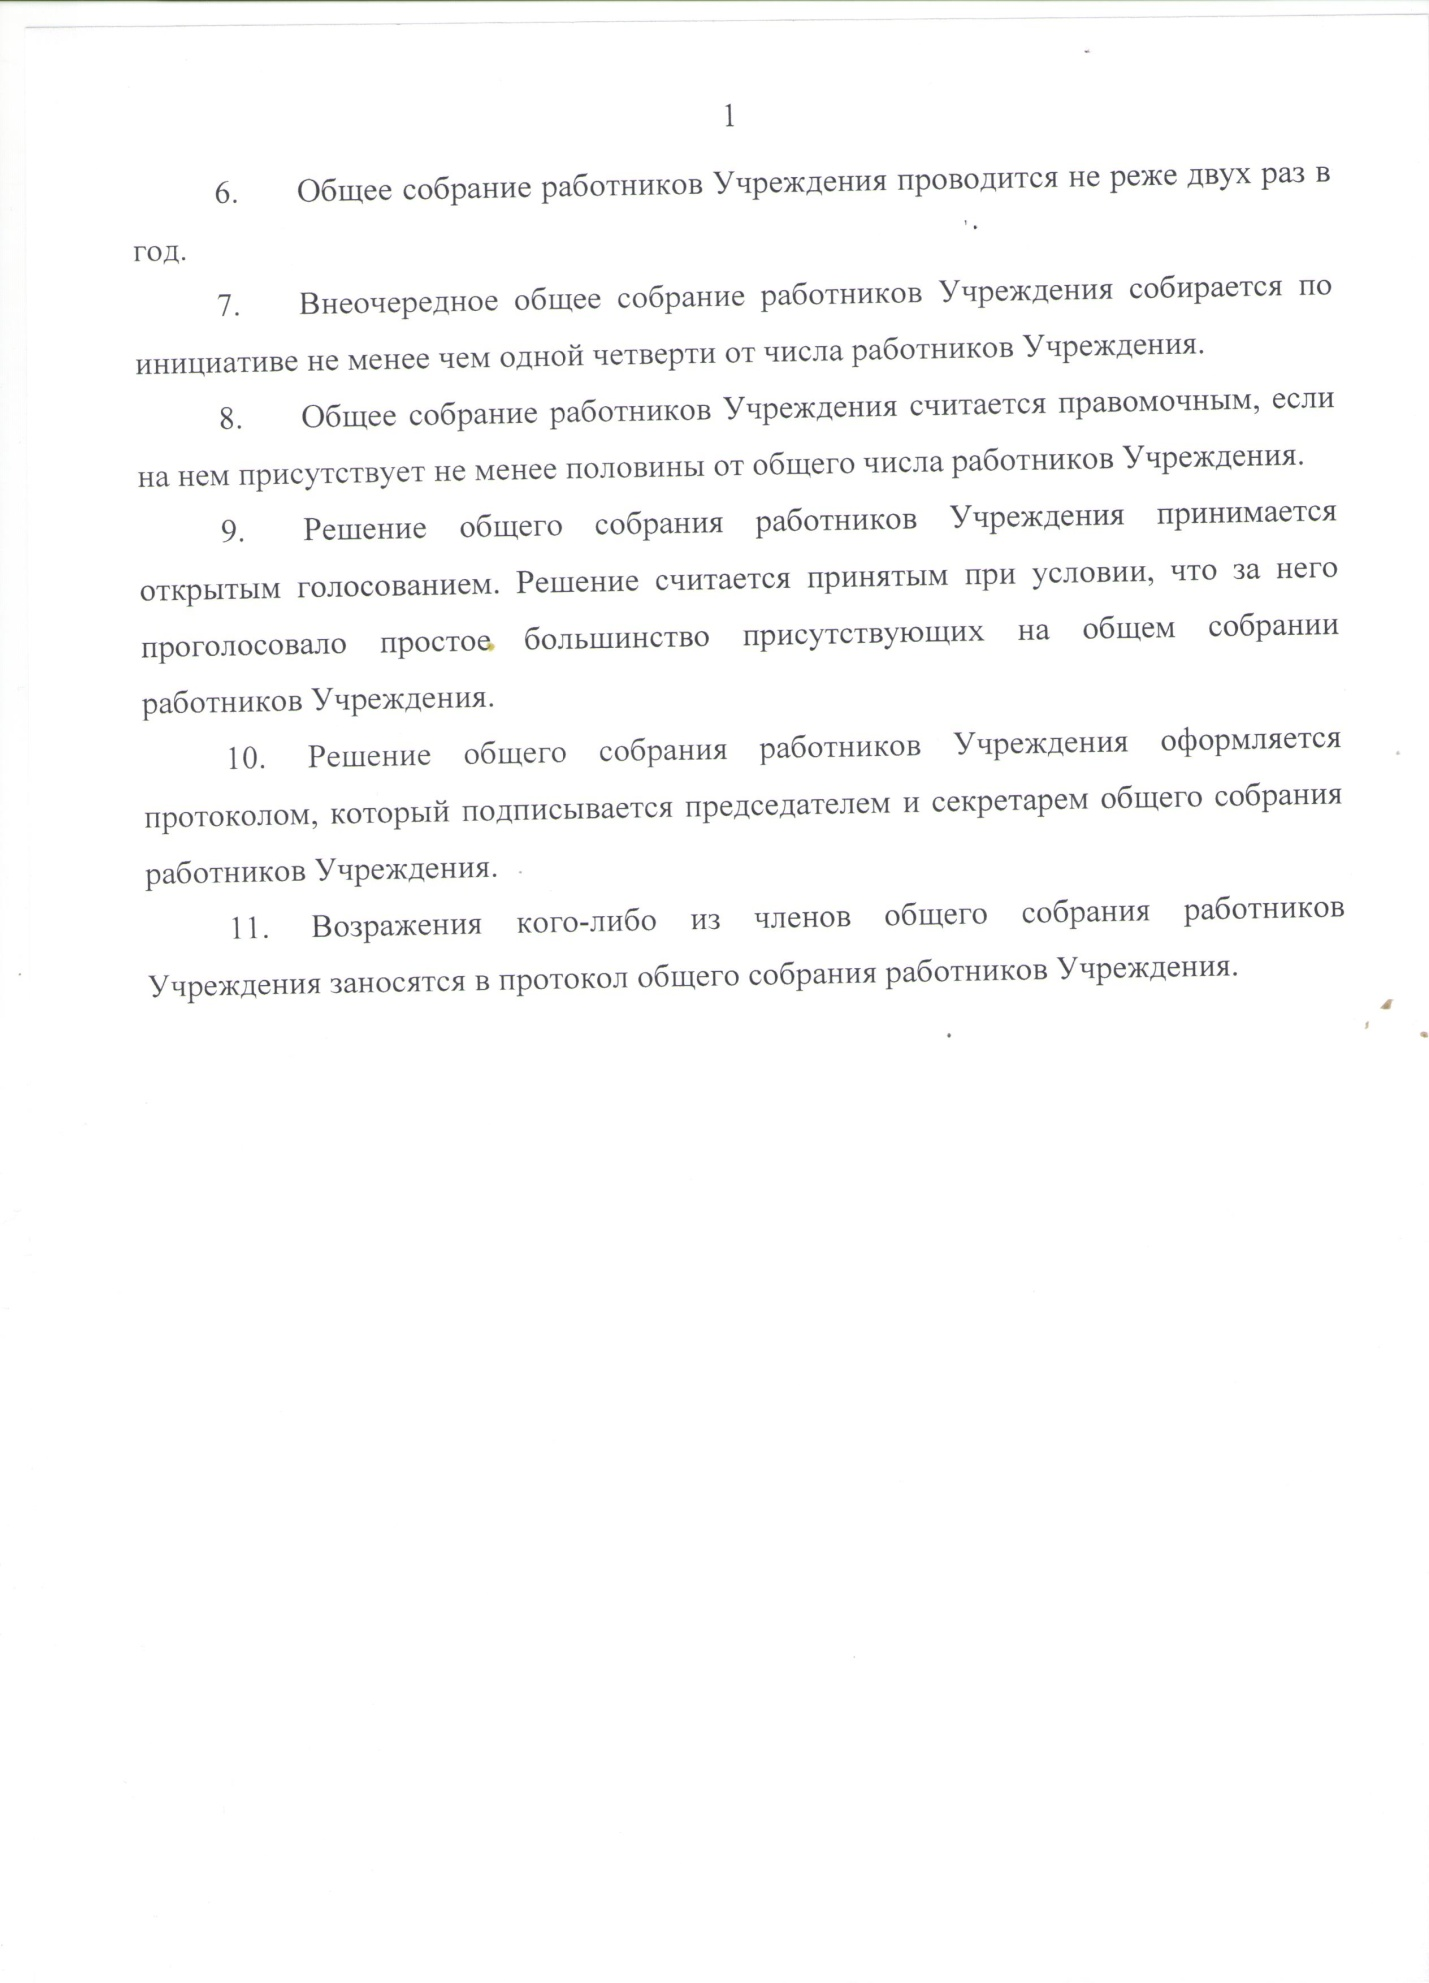 1
6. Общее собрание работников Учреждения проводится не реже двух раз в
год.
7. Внеочередное общее собрание работников Учреждения собирается по
инициативе не менее чем одной четверти от числа работников Учреждения.
8. Общее собрание работников Учреждения считается правомочным, если
на нем присутствует не менее половины от общего числа работников Учреждения.
9. Решение общего собрания работников Учреждения принимается
открытым голосованием. Решение считается принятым при условии, что за него
проголосовало простое большинство присутствующих на общем собрании
работников Учреждения.
10. Решение общего собрания работников Учреждения оформляется
протоколом, который подписывается председателем и секретарем общего собрания
работников Учреждения.
11. Возражения кого-либо из членов общего собрания работников
Учреждения заносятся в протокол общего собрания работников Учреждения.